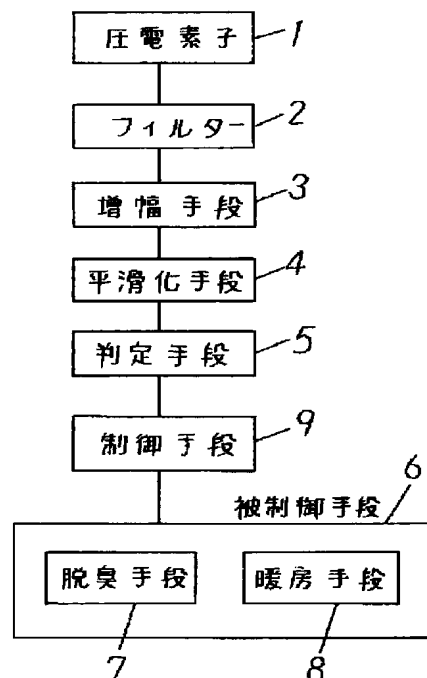 圧電素子 1
フィルター 2
増幅手段 3
平滑化手段 4
判定手段 5
制御手段 9
被制御手段 6
脱臭手段 暖房手段
7 8